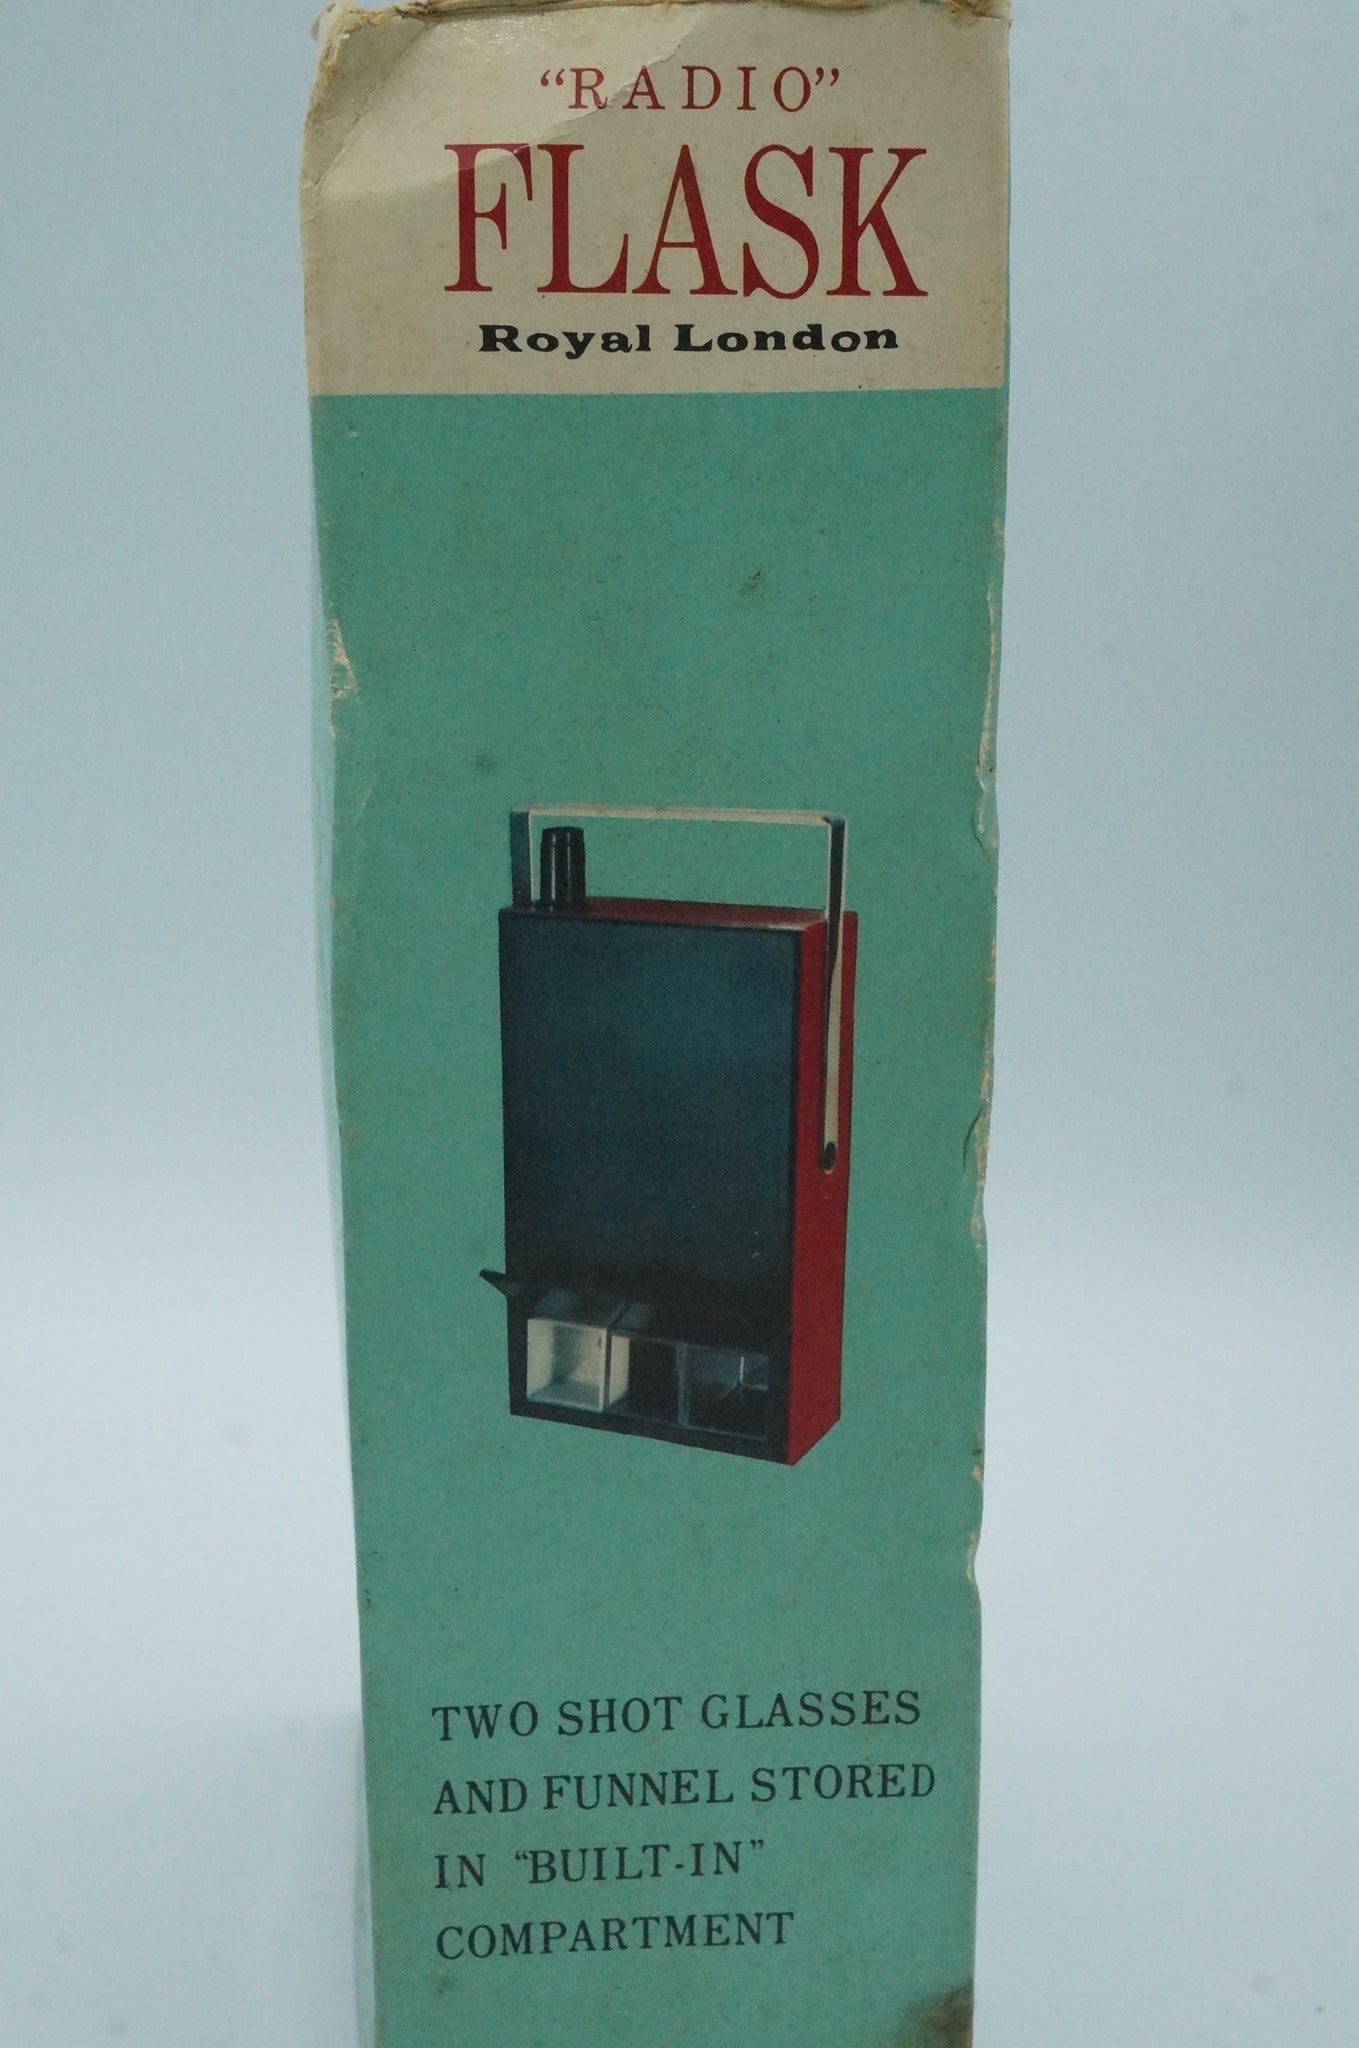 “RADIO”
FLASK
Royal London
TWO SHOT GLASSES
AND FUNNEL STORED
IN “BUILT-IN”
COMPARTMENT